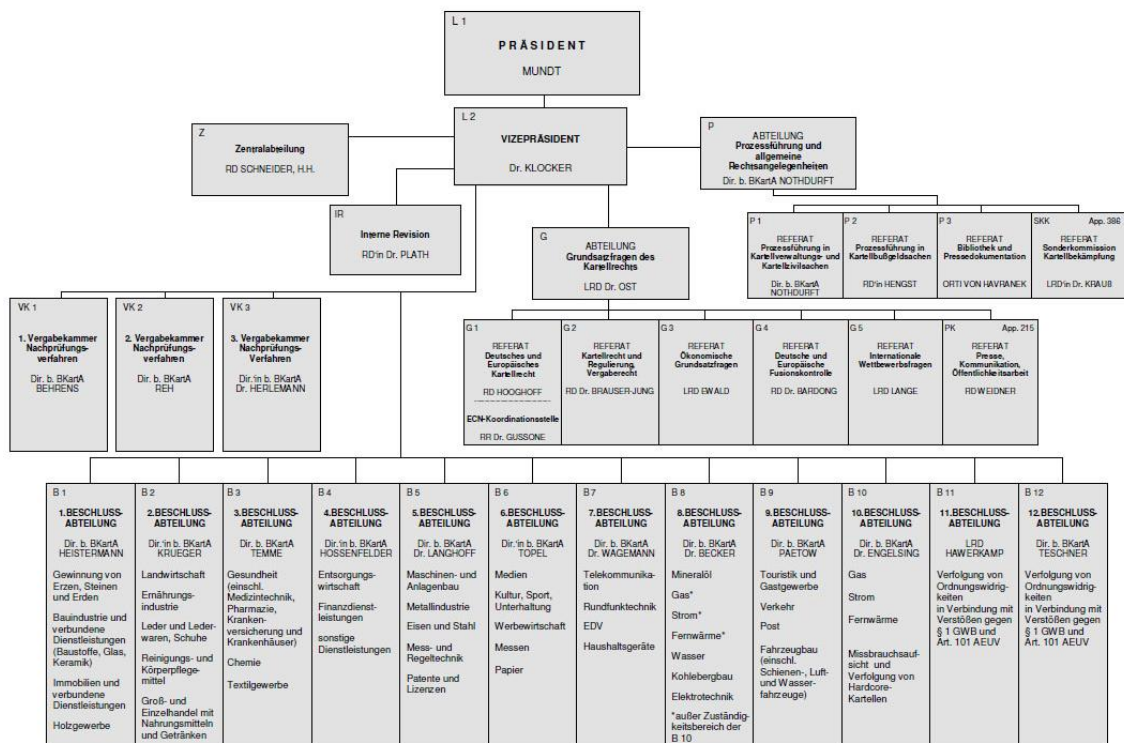 L 1
PRÄSIDENT
MUNDT
L 2
VIZEPRÄSIDENT
Dr. KLOCKER
Z
Zentralabteilung
RD SCHNEIDER, H.H.
P
ABTEILUNG
Prozessführung und
allgemeine
Rechtsangelegenheiten
Dir. b. BKartA NOTHDURFT
IR
Interne Revision
RD'in Dr. PLATH
G
ABTEILUNG
Grundsatzfragen des
Kartellrechts
LRD Dr. OST
P 1
REFERAT
Prozessführung in
Kartellverwaltungs- und
Kartellzivilsachen
Dir. b. BKartA
NOTHDURFT
P 2
REFERAT
Prozessführung in
Kartellbußgeldsachen
RD'in HENGST
P 3
REFERAT
Bibliothek und
Pressedokumentation
ORTI VON HAVRANEK
SKK App. 386
REFERAT
Sonderkommission
Kartellbekämpfung
LRD'in Dr. KRAUß
VK 1
1. Vergabekammer
Nachprüfungs-
verfahren
Dir. b. BKartA
BEHRENS
VK 2
2. Vergabekammer
Nachprüfungs-
verfahren
Dir. b. BKartA
REH
VK 3
3. Vergabekammer
Nachprüfungs-
Verfahren
Dir.'in b. BKartA
Dr. HERLEMANN
G 1
REFERAT
Deutsches und
Europäisches
Kartellrecht
RD HOOGHOFF
ECN-Koordinationsstelle
RR Dr. GUSSONE
G 2
REFERAT
Kartellrecht und
Regulierung,
Vergaberecht
RD Dr. BRAUSER-JUNG
G 3
REFERAT
Ökonomische
Grundsatzfragen
LRD EWALD
G 4
REFERAT
Deutsche und
Europäische
Fusionskontrolle
RD Dr. BARDONG
G 5
REFERAT
Internationale
Wettbewerbsfragen
LRD LANGE
PK App. 215
REFERAT
Presse,
Kommunikation,
Öffentlichkeitsarbeit
RD WEIDNER
B 1
1.BESCHLUSS-
ABTEILUNG
Dir. b. BKartA
HEISTERMANN
Gewinnung von
Erzen, Steinen
und Erden
Bauindustrie und
verbundene
Dienstleistungen
(Baustoffe, Glas,
Keramik)
Immobilien und
verbundene
Dienstleistungen
Holzgewerbe
B 2
2.BESCHLUSS-
ABTEILUNG
Dir.'in b. BKartA
KRUEGER
Landwirtschaft
Ernährungs-
industrie
Leder und Leder-
waren, Schuhe
Reinigungs- und
Körperpflege-
mittel
Groß- und
Einzelhandel mit
Nahrungsmitteln
und Getränken
B 3
3.BESCHLUSS-
ABTEILUNG
Dir. b. BKartA
TEMME
Gesundheit
(einschl.
Medizintechnik,
Pharmazie,
Kranken-
versicherung und
Krankenhäuser)
Chemie
Textilgewerbe
B 4
4.BESCHLUSS-
ABTEILUNG
Dir.'in b. BKartA
HOSSENFELDER
Entsorgungs-
wirtschaft
Finanzdienst-
leistungen
sonstige
Dienstleistungen
B 5
5.BESCHLUSS-
ABTEILUNG
Dir. b. BKartA
Dr. LANGHOFF
Maschinen- und
Anlagenbau
Metallindustrie
Eisen und Stahl
Mess- und
Regeltechnik
Patente und
Lizenzen
B 6
6.BESCHLUSS-
ABTEILUNG
Dir.'in b. BKartA
TOPEL
Medien
Kultur, Sport,
Unterhaltung
Werbewirtschaft
Messen
Papier
B 7
7.BESCHLUSS-
ABTEILUNG
Dir. b. BKartA
Dr. WAGEMANN
Telekommunika-
tion
Rundfunktechnik
EDV
Haushaltsgeräte
B 8
8.BESCHLUSS-
ABTEILUNG
Dir. b. BKartA
Dr. BECKER
Mineralöl
Gas*
Strom*
Fernwärme*
Wasser
Kohlebergbau
Elektrotechnik
*außer Zuständig-
keitsbereich der
B 10
B 9
9.BESCHLUSS-
ABTEILUNG
Dir. b. BKartA
PAETOW
Touristik und
Gastgewerbe
Verkehr
Post
Fahrzeugbau
(einschl.
Schienen-, Luft-
und Wasser-
fahrzeuge)
B 10
10.BESCHLUSS-
ABTEILUNG
Dir. b. BKartA
Dr. ENGELSING
Gas
Strom
Fernwärme
Missbrauchsauf-
sicht und
Verfolgung von
Hardcore-
Kartellen
B 11
11.BESCHLUSS-
ABTEILUNG
LRD
HAWERKAMP
Verfolgung von
Ordnungswidrig-
keiten
in Verbindung mit
Verstößen gegen
§ 1 GWB und
Art. 101 AEUV
B 12
12.BESCHLUSS-
ABTEILUNG
Dir. b. BKartA
TESCHNER
Verfolgung von
Ordnungswidrig-
keiten
in Verbindung mit
Verstößen gegen
§ 1 GWB und
Art. 101 AEUV